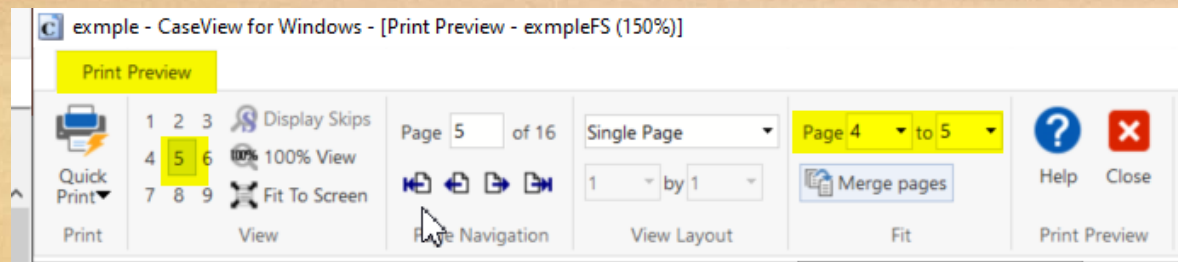 exmple - CaseView for Windows - [Print Preview - exmpleFS (150%)]
Print Preview
1 2 3 Display Skips
4 5 6 100% 100% View
7 8 9 Fit To Screen
Quick
Print
Page 5 of 16
Single Page
1 by 1
Page 4 to 5
Merge pages
Help Close
Print View Page Navigation View Layout Fit Print Preview